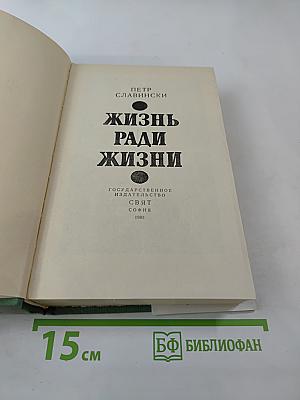 ПЕТР
СЛАВИНСКИ
ЖИЗНЬ
РАДИ
ЖИЗНИ
ГОСУДАРСТВЕННОЕ
ИЗДАТЕЛЬСТВО
СВЯТ
СОФИЯ
15 см
БФ БИБЛИОФАН